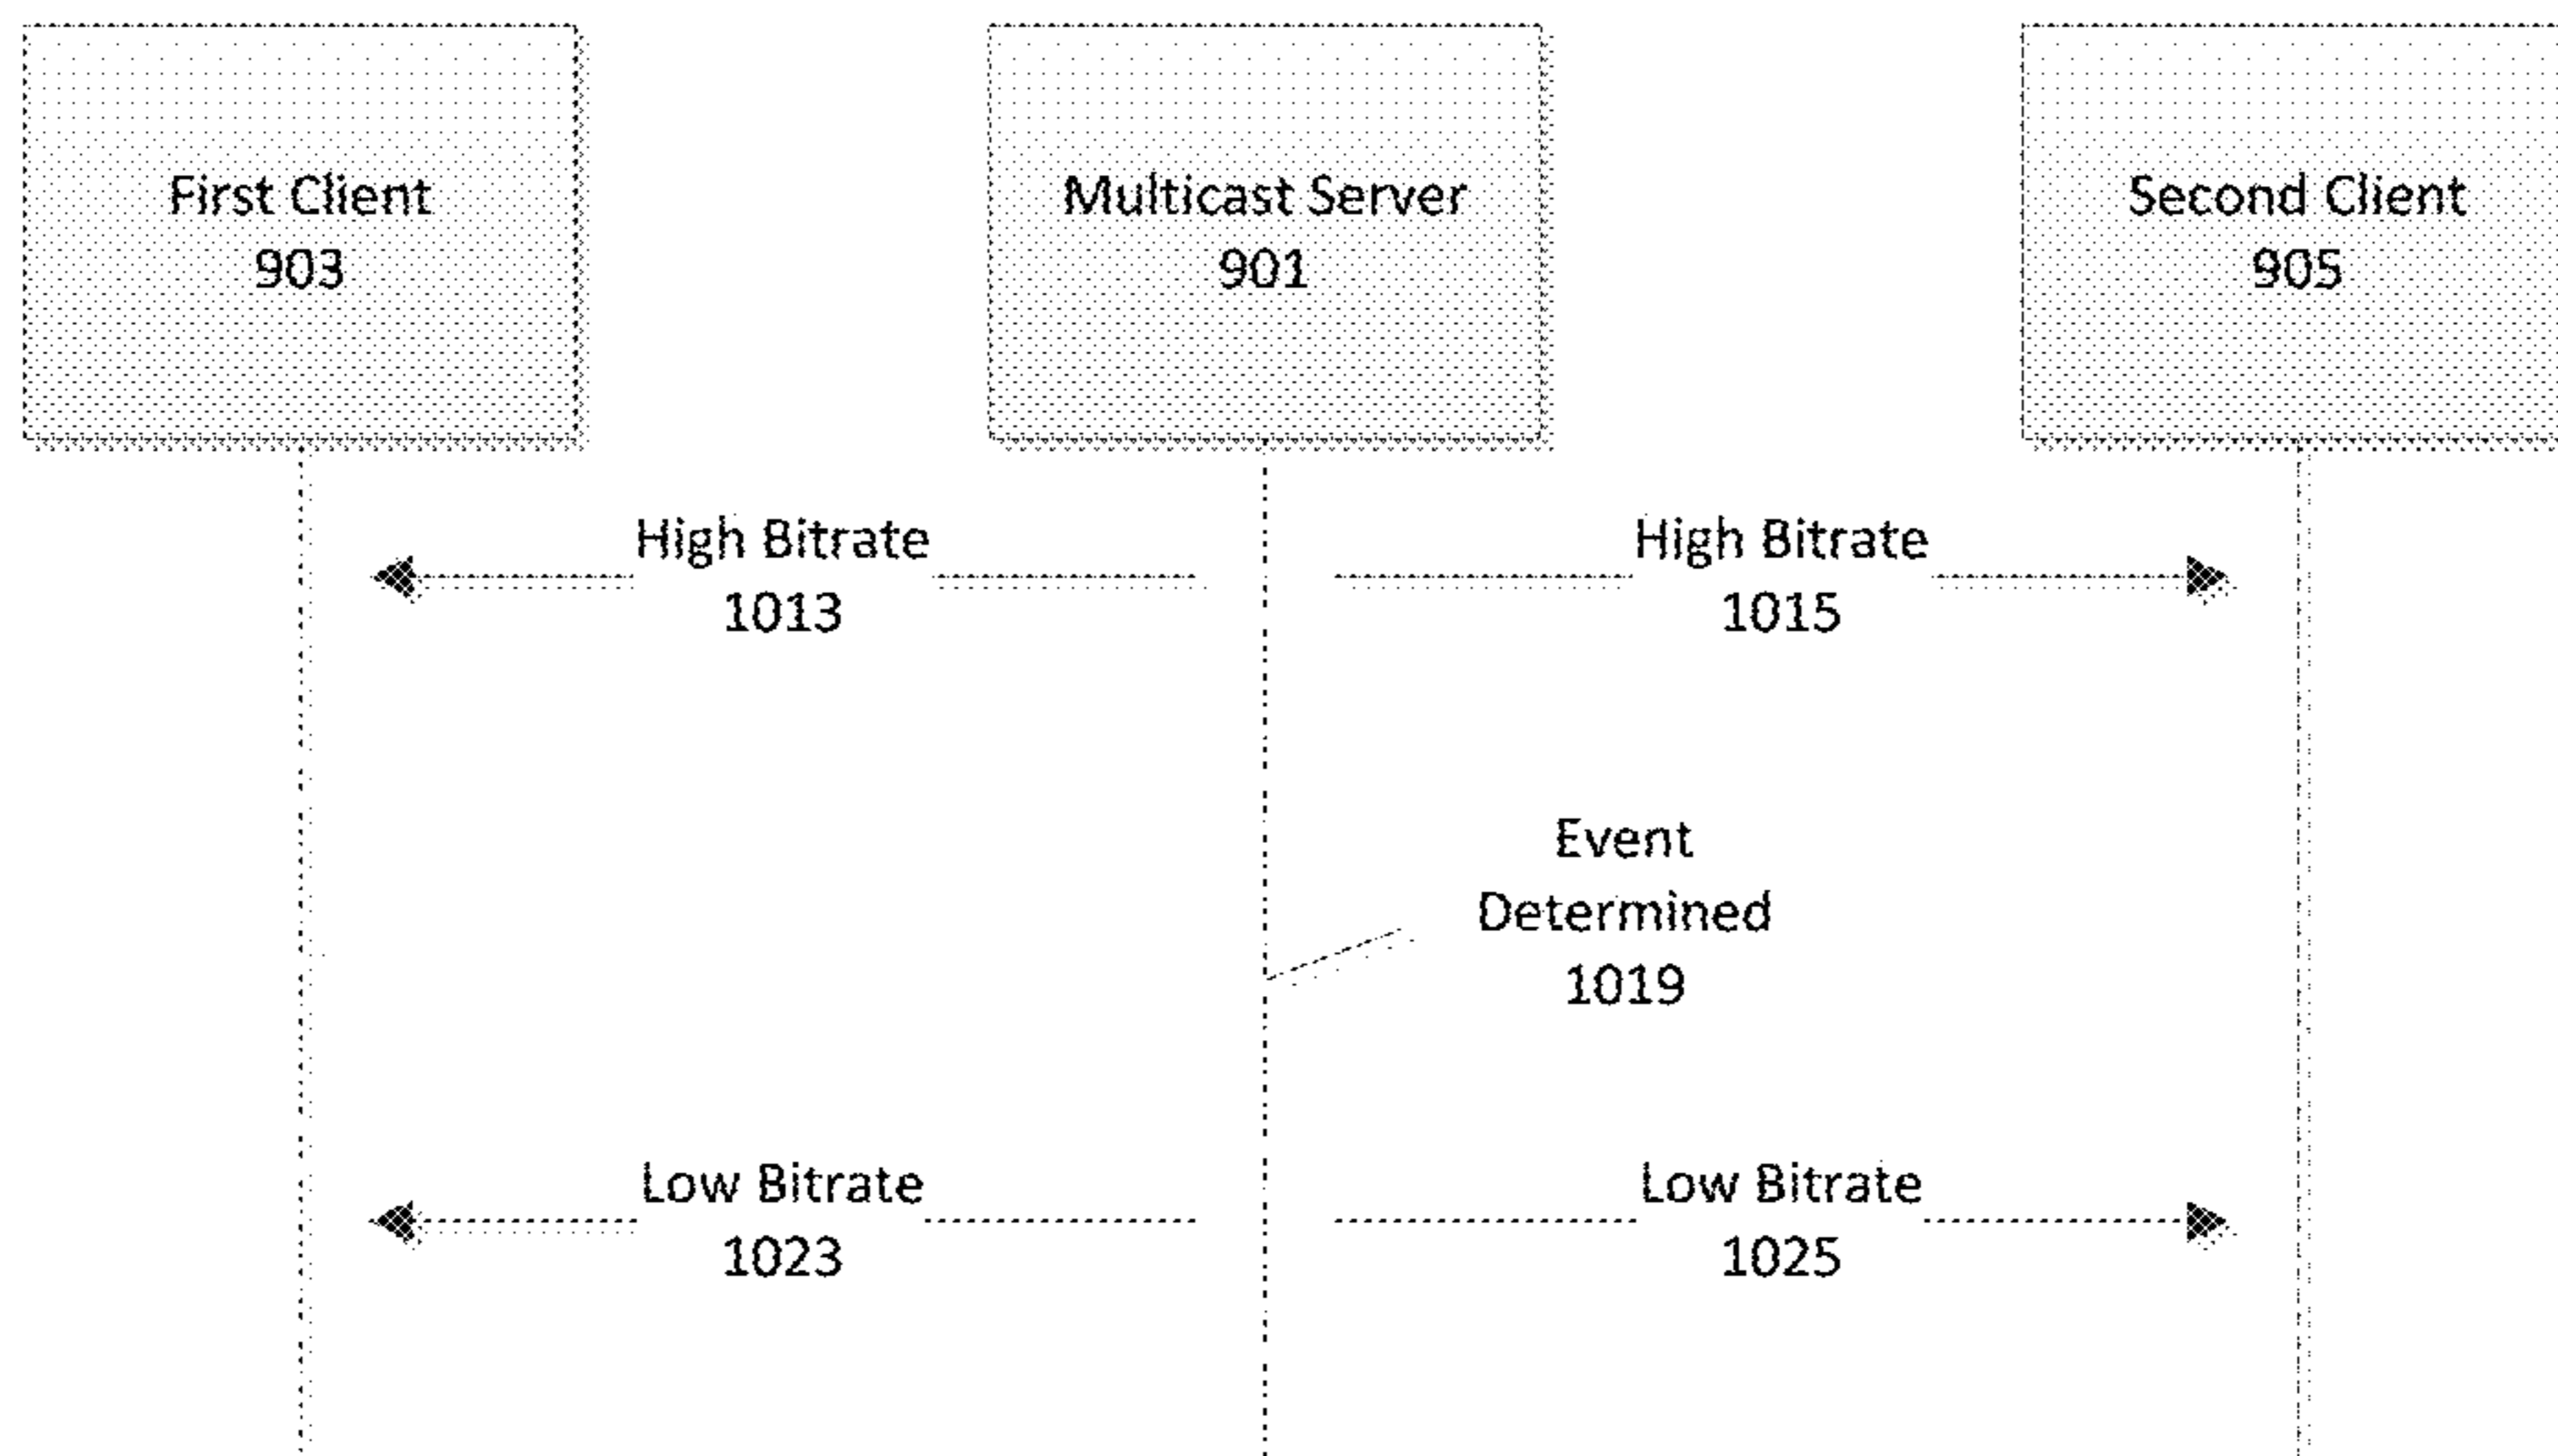 First Client
903
Multicast Server
901
Second Client
905
High Bitrate
1013
High Bitrate
1015
Event
Determined
1019
Low Bitrate
1023
Low Bitrate
1025